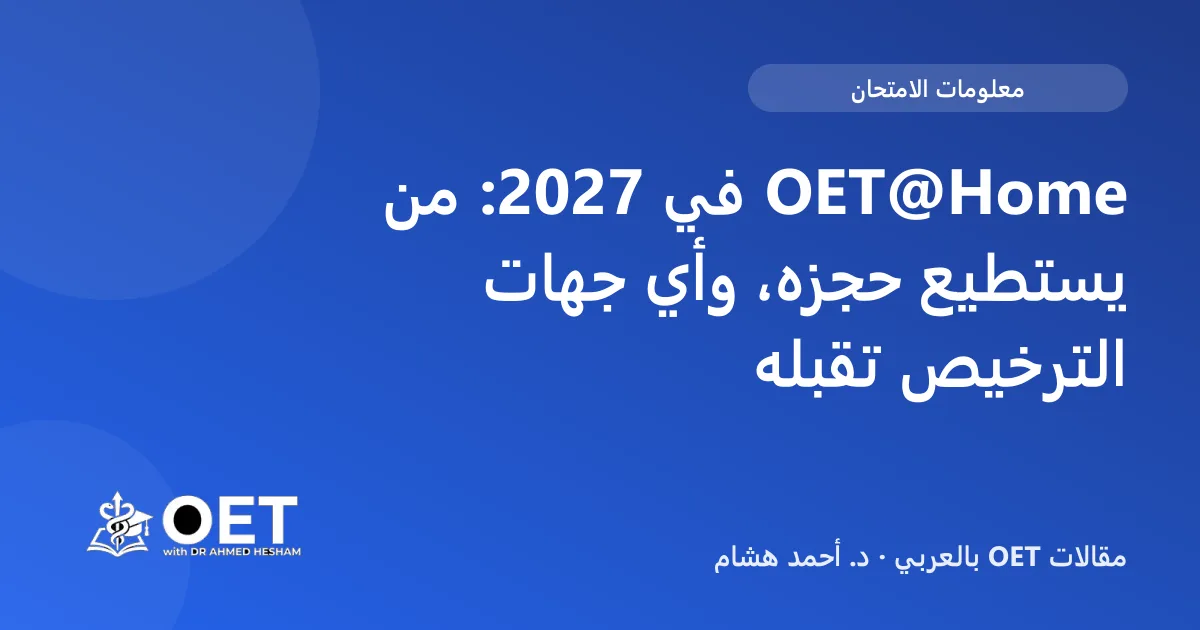 معلومات الامتحان
OET@Home في 2027: من
يستطيع حجزه، وأي جهات
الترخيص تقبله
OET
with DR AHMED HESHAM
مقالات OET بالعربي · د. أحمد هشام